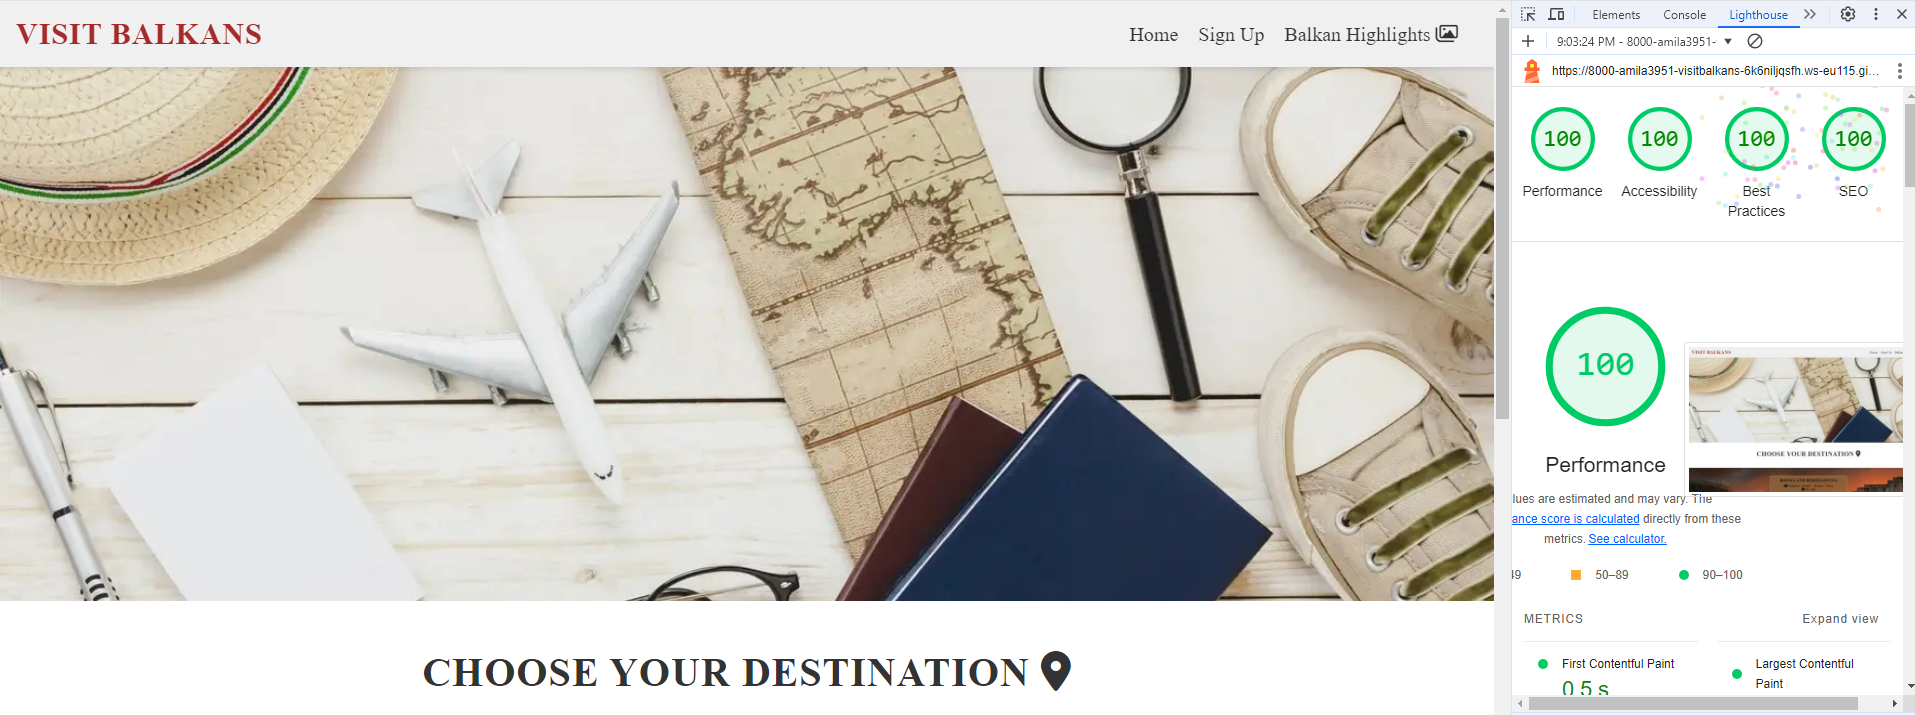 VISIT BALKANS
Home Sign Up Balkan Highlights
Elements Console Lighthouse
9:03:24 PM - 8000-amila3951-
https://8000-amila3951-visitbalkans-6k6niljqsfh.ws-eu115.gi...
100 100 100 100
Performance Accessibility Best Practices SEO
100
Performance
VISIT BALKANS
CHOOSE YOUR DESTINATION
lues are estimated and may vary. The
ance score is calculated directly from these
metrics. See calculator.
49 50–89 90–100
METRICS Expand view
First Contentful Paint
0.5 s
Largest Contentful
Paint
CHOOSE YOUR DESTINATION